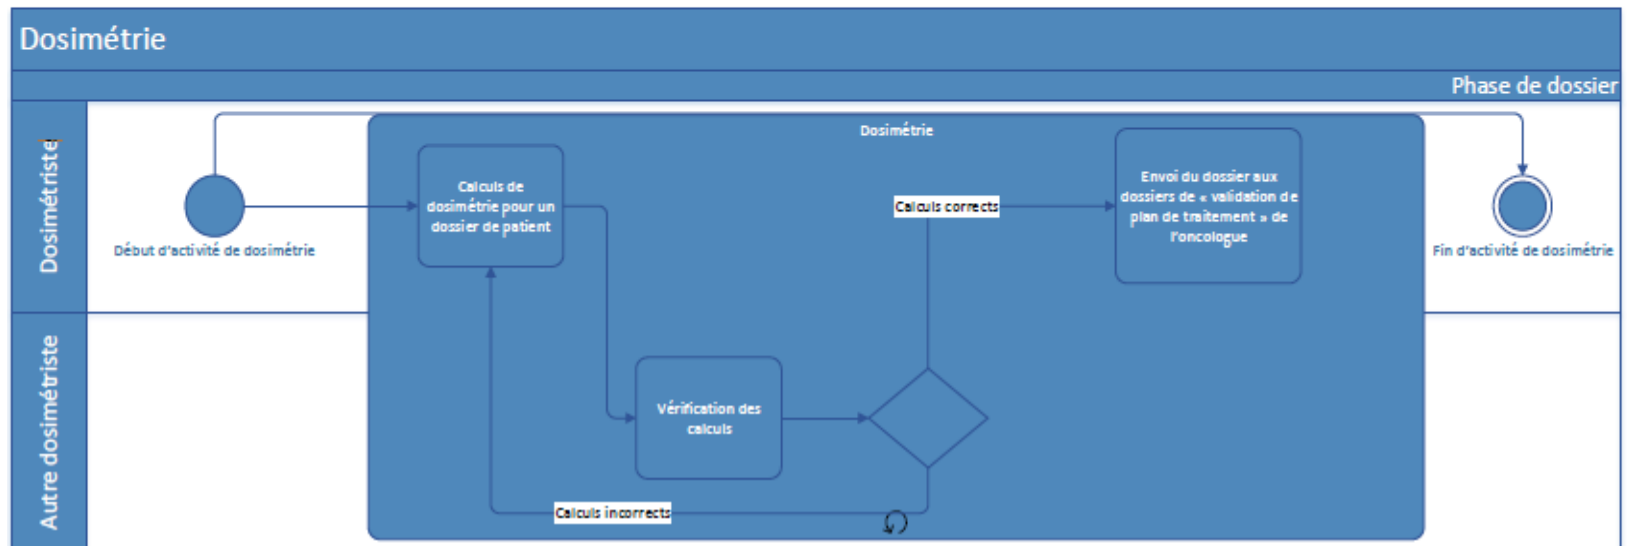 Dosimétrie
Phase de dossier
Dosimétriste
Début d'activité de dosimétrie
Dosimétrie
Calculs de
dosimétrie pour un
dossier de patient
Calculs corrects
Envoi du dossier aux
dossiers de « validation de
plan de traitement » de
l'oncologue
Fin d'activité de dosimétrie
Autre dosimétriste
Vérification des
calculs
Calculs incorrects